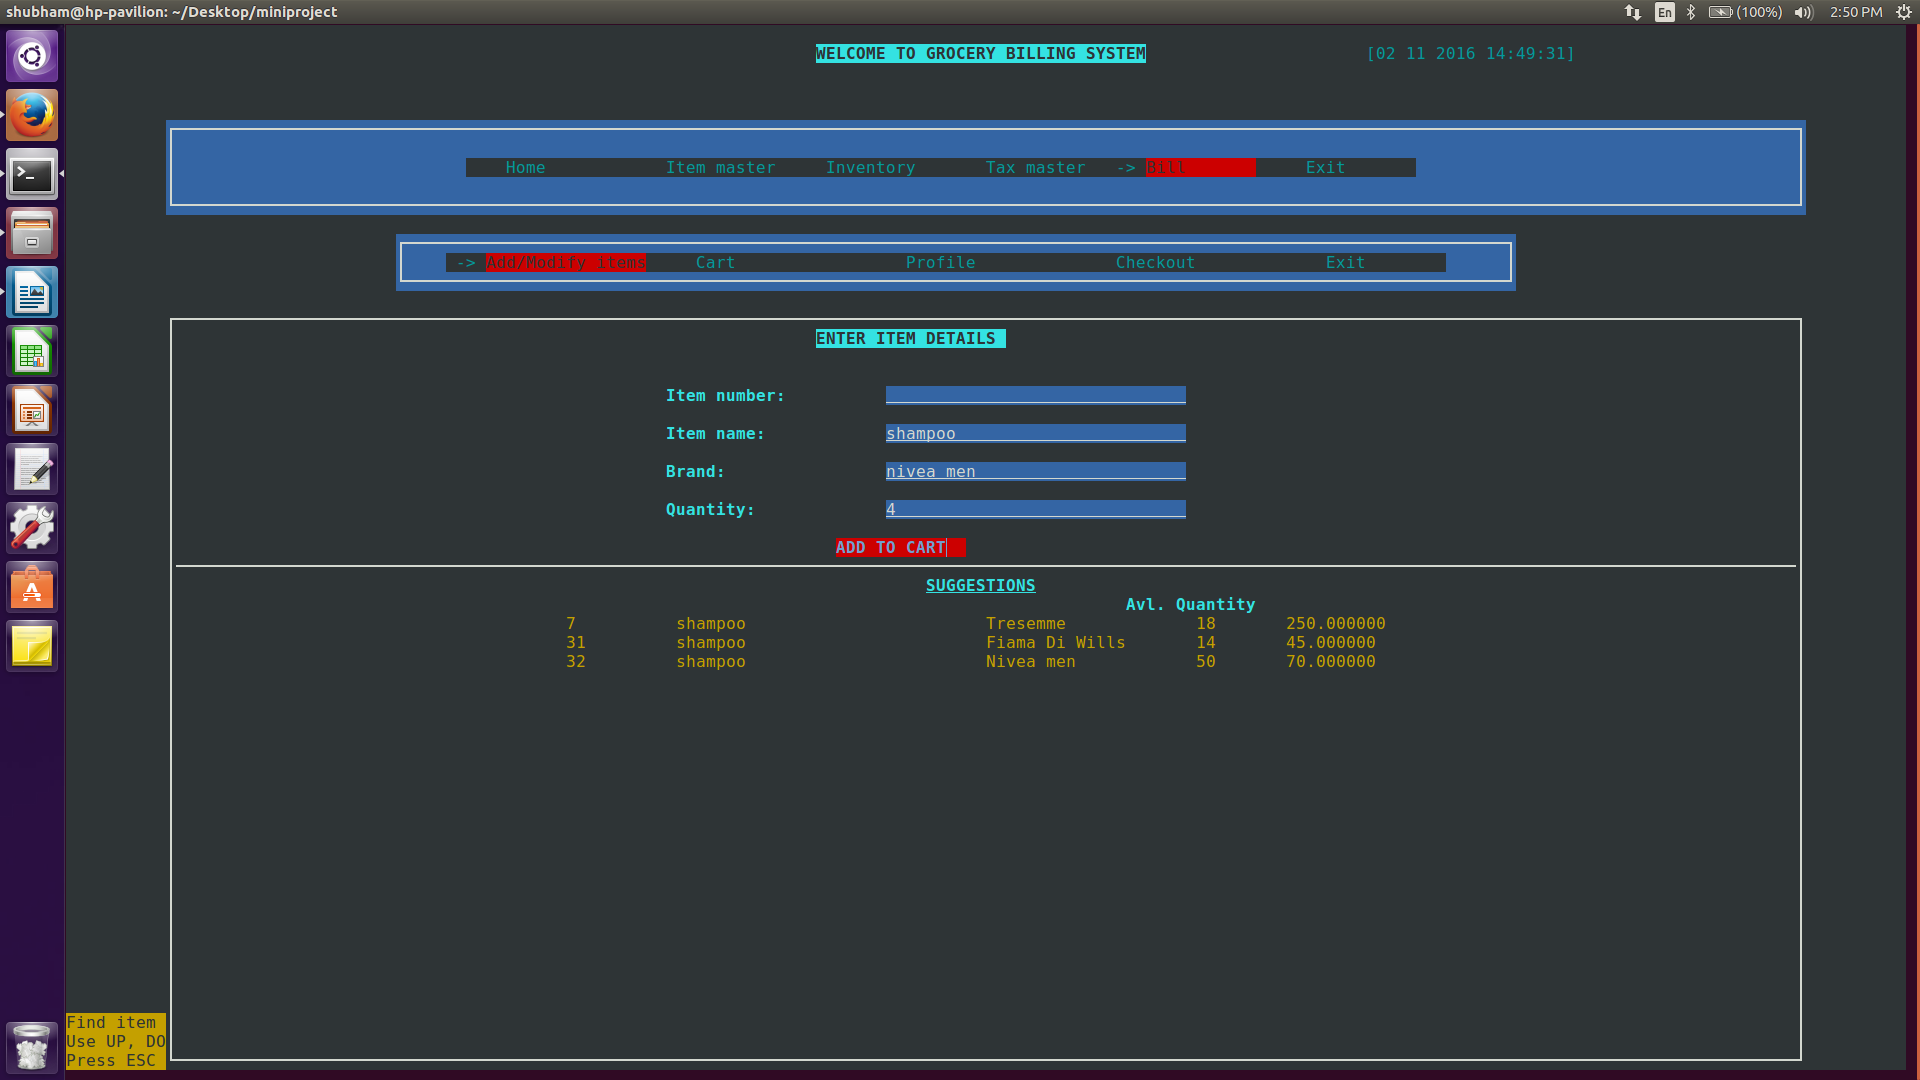 shubham@hp-pavilion: ~/Desktop/miniproject En (100%) 2:50 PM
WELCOME TO GROCERY BILLING SYSTEM [02 11 2016 14:49:31]
Home Item master Inventory Tax master -> Bill Exit
-> Add/Modify items Cart Profile Checkout Exit
ENTER ITEM DETAILS
Item number:
Item name: shampoo
Brand: nivea men
Quantity: 4
ADD TO CART
SUGGESTIONS
Avl. Quantity
7 shampoo Tresemme 18 250.000000
31 shampoo Fiama Di Wills 14 45.000000
32 shampoo Nivea men 50 70.000000
Find item
Use UP, DO
Press ESC